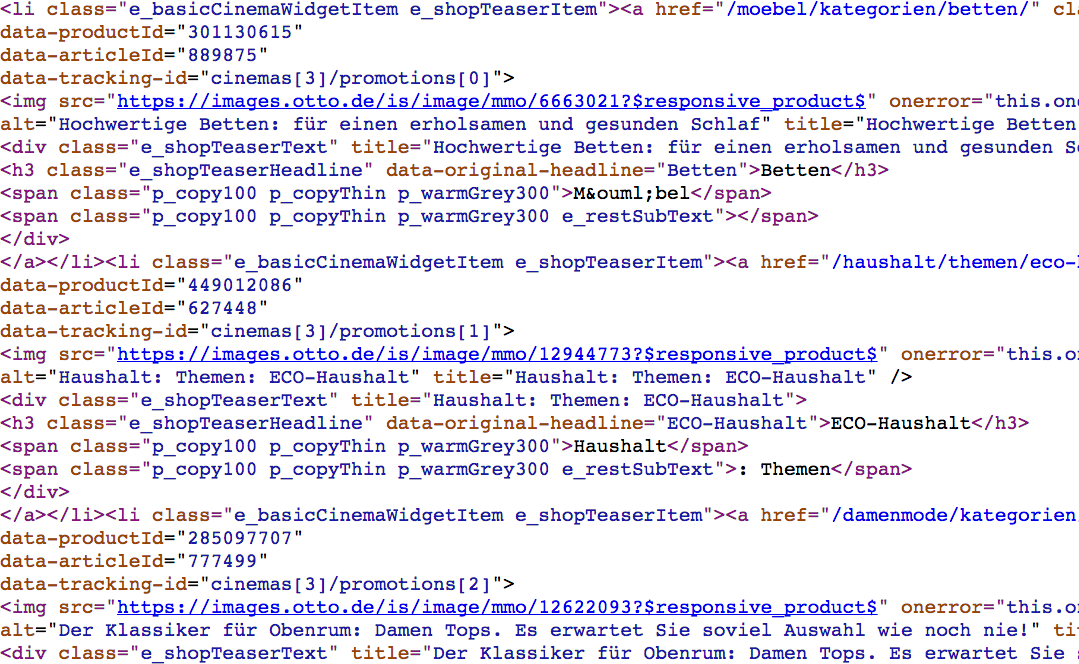 <li class="e_basicCinemaWidgetItem e_shopTeaserItem"><a href="/moebel/kategorien/betten/"
data-productId="301130615"
data-articleId="889875"
data-tracking-id="cinemas[3]/promotions[0]">
<img src="https://images.otto.de/is/image/mmo/6663021?$responsive_product$" onerror="this.
alt="Hochwertige Betten: für einen erholsamen und gesunden Schlaf" title="Hochwertige Betten
<div class="e_shopTeaserText" title="Hochwertige Betten: für einen erholsamen und gesunden
<h3 class="e_shopTeaserHeadline" data-original-headline="Betten">Betten</h3>
<span class="p_copy100 p_copyThin p_warmGrey300">M&ouml;bel</span>
<span class="p_copy100 p_copyThin p_warmGrey300 e_restSubText"></span>
</div>
</a></li><li class="e_basicCinemaWidgetItem e_shopTeaserItem"><a href="/haushalt/themen/eco-
data-productId="449012086"
data-articleId="627448"
data-tracking-id="cinemas[3]/promotions[1]">
<img src="https://images.otto.de/is/image/mmo/12944773?$responsive_product$" onerror="this.
alt="Haushalt: Themen: ECO-Haushalt" title="Haushalt: Themen: ECO-Haushalt" />
<div class="e_shopTeaserText" title="Haushalt: Themen: ECO-Haushalt">
<h3 class="e_shopTeaserHeadline" data-original-headline="ECO-Haushalt">ECO-Haushalt</h3>
<span class="p_copy100 p_copyThin p_warmGrey300">Haushalt</span>
<span class="p_copy100 p_copyThin p_warmGrey300 e_restSubText">: Themen</span>
</div>
</a></li><li class="e_basicCinemaWidgetItem e_shopTeaserItem"><a href="/damenmode/kategorien
data-productId="285097707"
data-articleId="777499"
data-tracking-id="cinemas[3]/promotions[2]">
<img src="https://images.otto.de/is/image/mmo/12622093?$responsive_product$" onerror="this.
alt="Der Klassiker für Obenrum: Damen Tops. Es erwartet Sie soviel Auswahl wie noch nie!"
<div class="e_shopTeaserText" title="Der Klassiker für Obenrum: Damen Tops. Es erwartet Sie